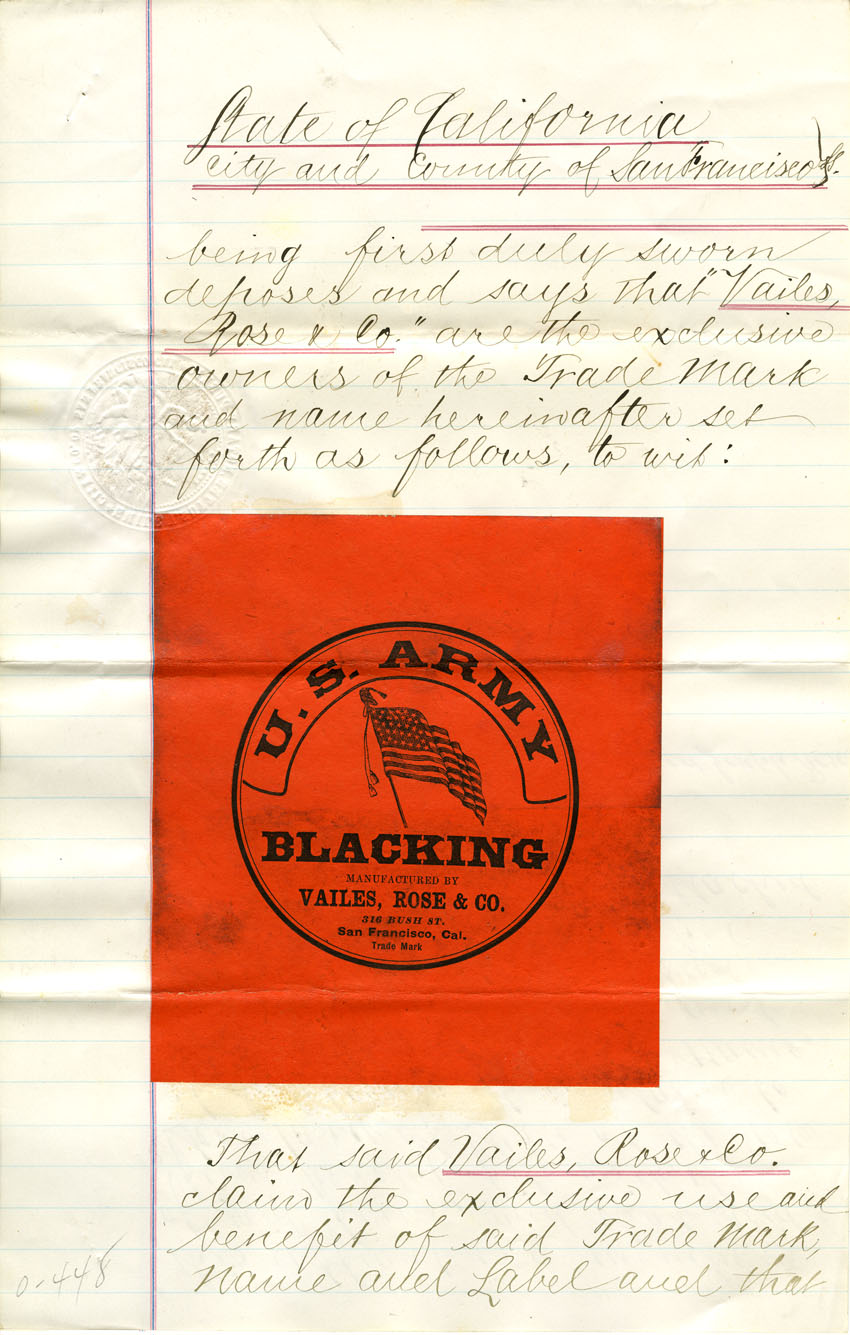 State of California
City and County of San Francisco } ss.
being first duly sworn
deposes and says that "Vailes,
Rose & Co." are the exclusive
owners of the Trade Mark
and name hereinafter set
forth as follows, to wit:
U.S. ARMY
BLACKING
MANUFACTURED BY
VAILES, ROSE & CO.
316 BUSH ST.
San Francisco, Cal.
Trade Mark
That said Vailes, Rose & Co.
claim the exclusive use and
benefit of said Trade Mark,
Name and Label and that
0-448